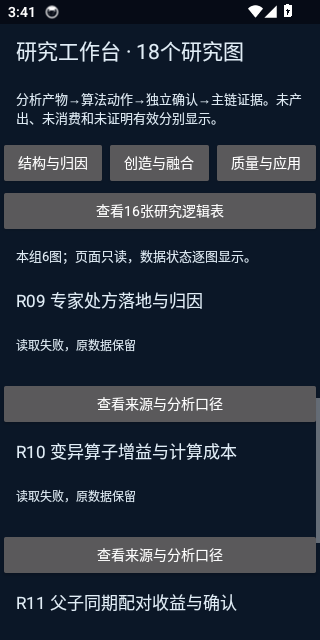 3:41
研究工作台 · 18个研究图
分析产物→算法动作→独立确认→主链证据。未产
出、未消费和未证明有效分别显示。
结构与归因 创造与融合 质量与应用
查看16张研究逻辑表
本组6图；页面只读，数据状态逐图显示。
R09 专家处方落地与归因
读取失败，原数据保留
查看来源与分析口径
R10 变异算子增益与计算成本
读取失败，原数据保留
查看来源与分析口径
R11 父子同期配对收益与确认